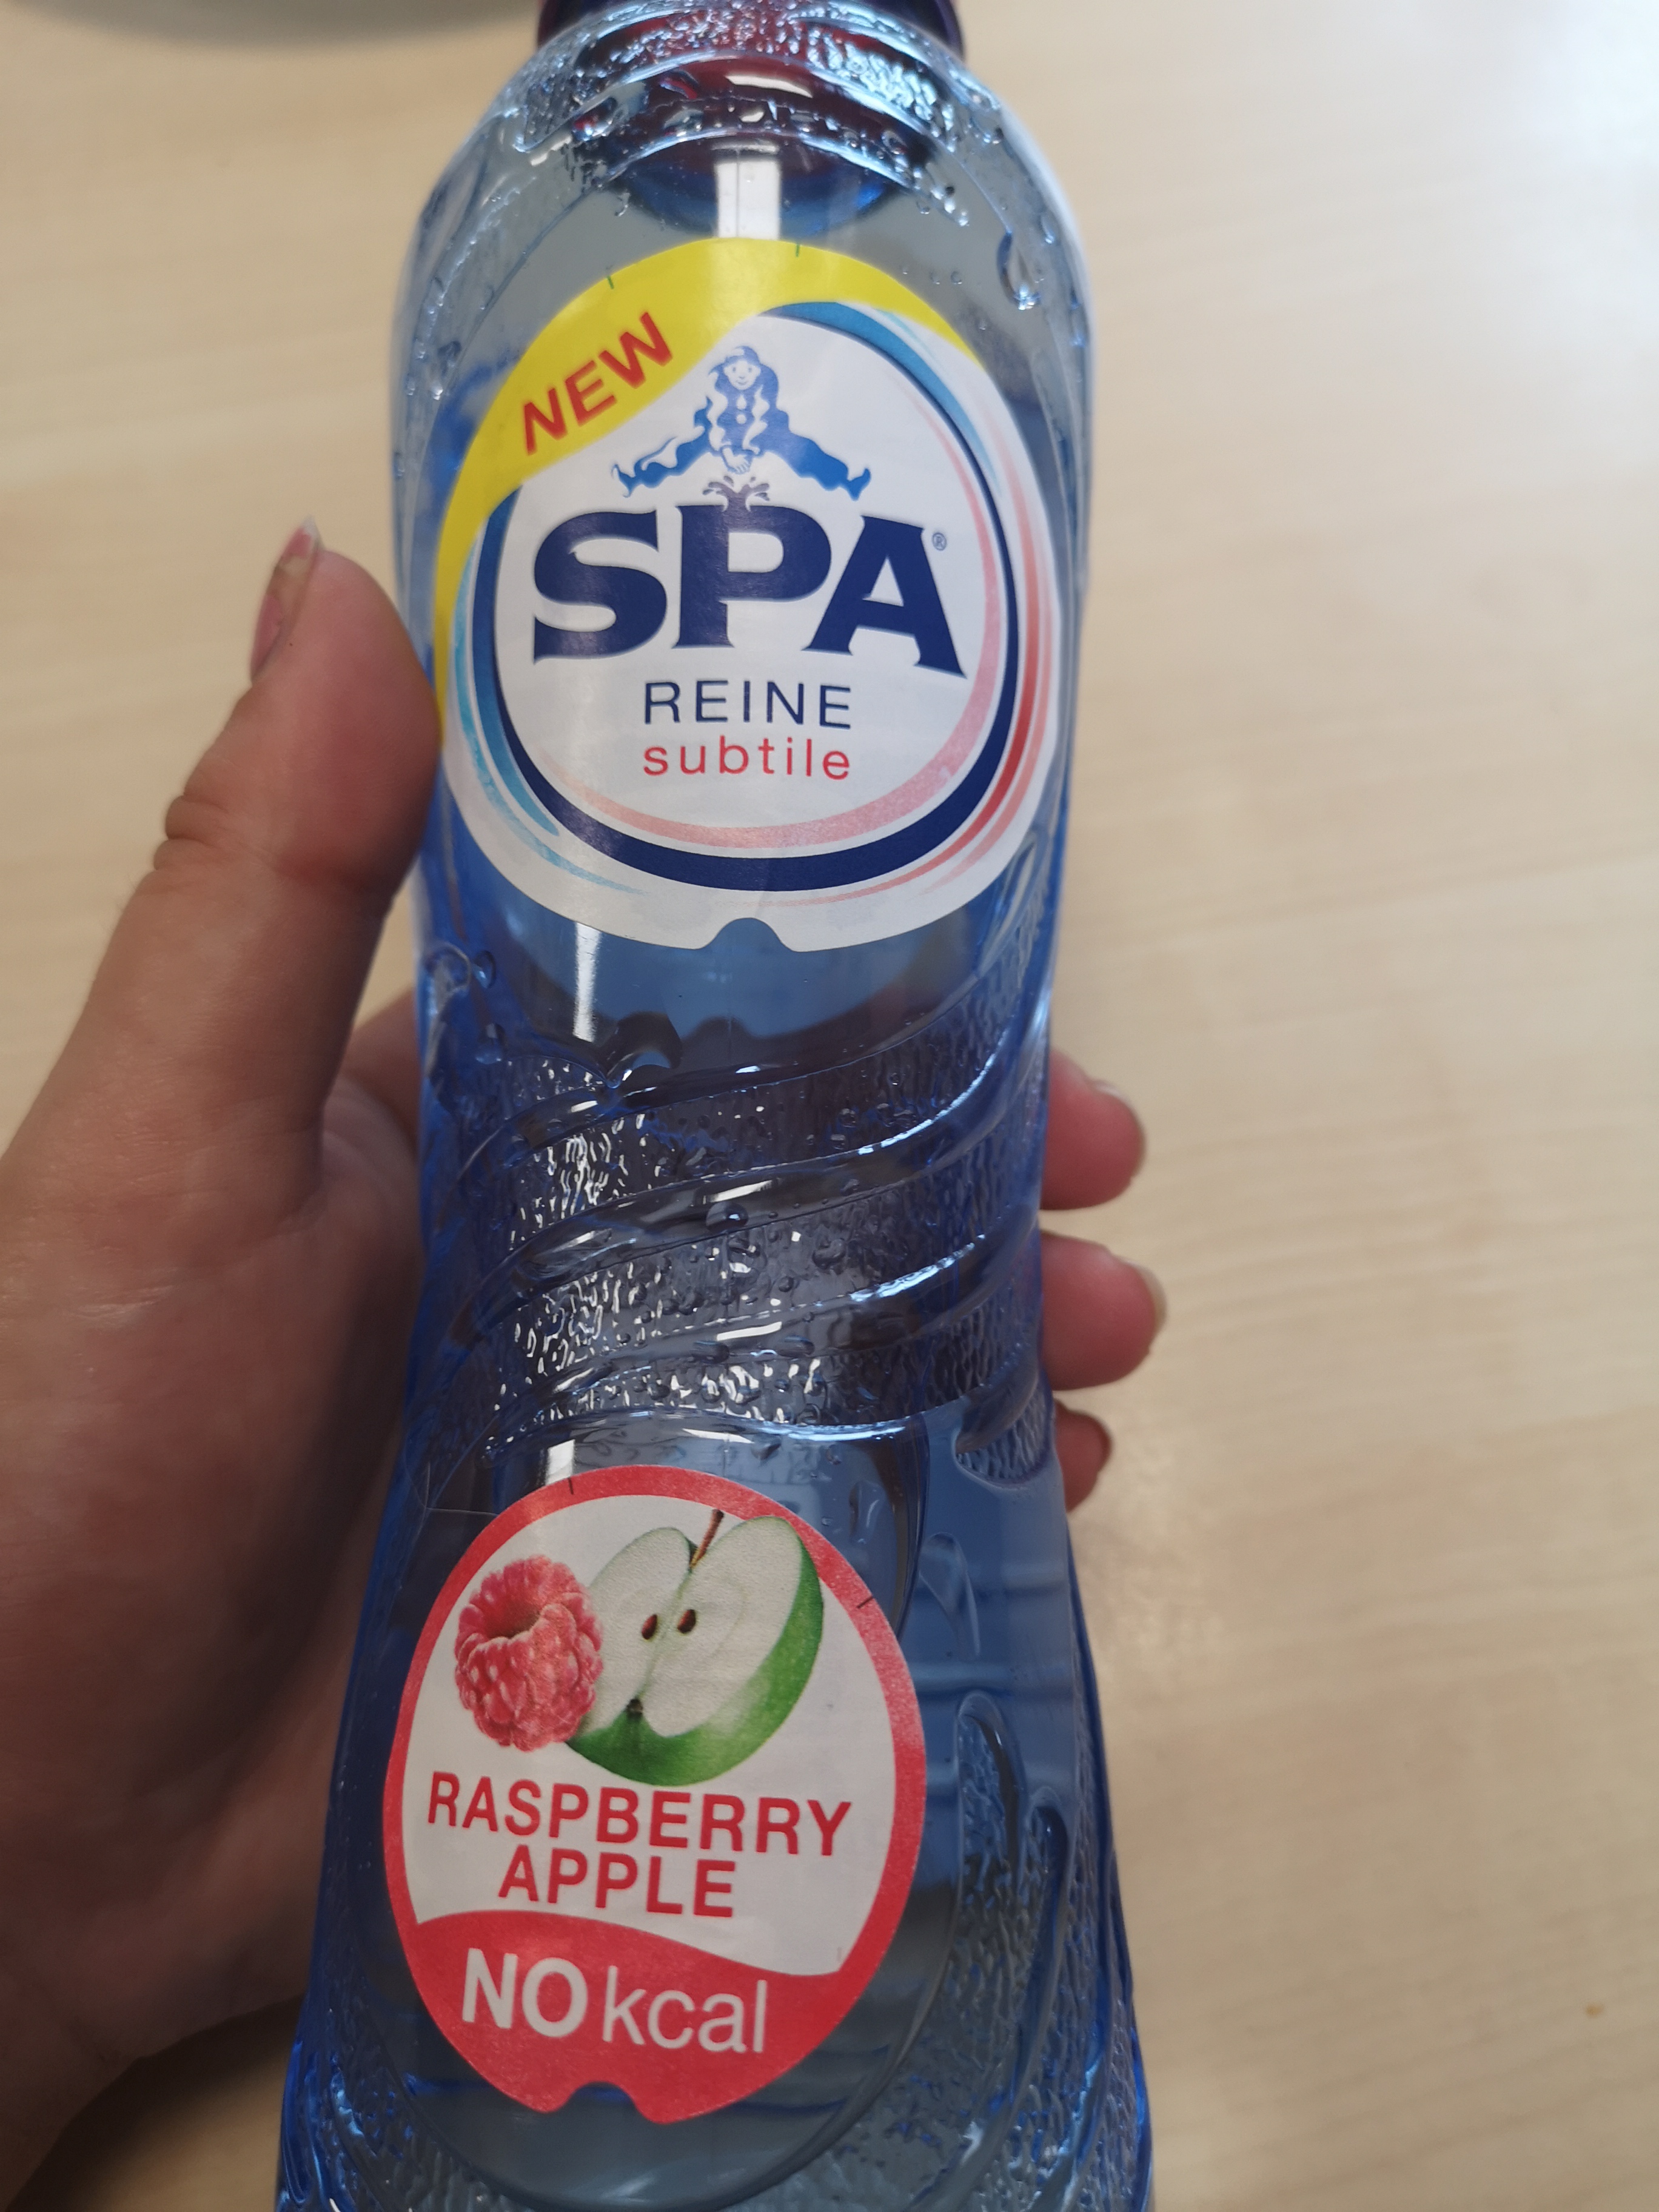 NEW
SPA®
REINE
subtile
RASPBERRY
APPLE
NO kcal